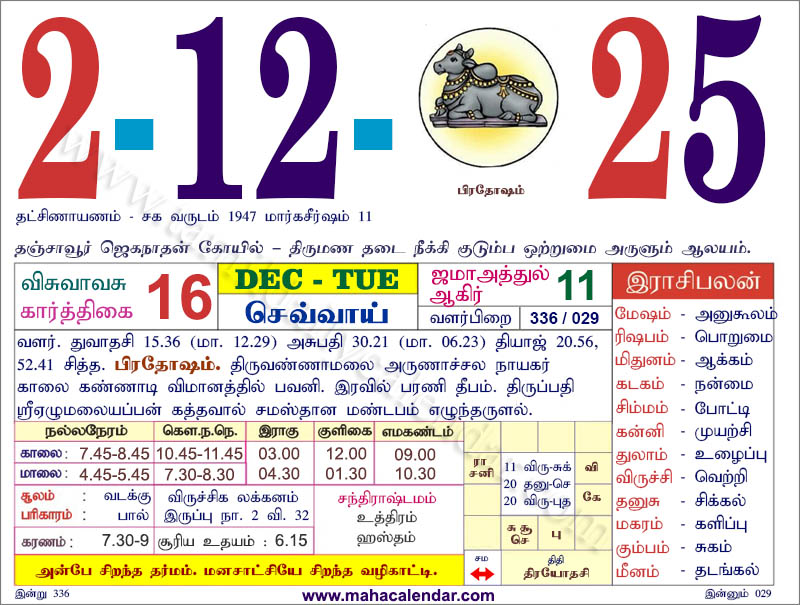 2-12- 25
பிரதோஷம்
தட்சிணாயணம் - சக வருடம் 1947 மார்கசீர்ஷம் 11
தஞ்சாவூர் ஜெகநாதன் கோயில் – திருமண தடை நீக்கி குடும்ப ஒற்றுமை அருளும் ஆலயம்.
விசுவாவசு
கார்த்திகை 16
DEC - TUE
செவ்வாய்
ஜமாஅத்துல்
ஆகிர் 11
வளர்பிறை 336 / 029
வளர். துவாதசி 15.36 (மா. 12.29) அசுபதி 30.21 (மா. 06.23) தியாஜ் 20.56,
52.41 சித்த. பிரதோஷம். திருவண்ணாமலை அருணாச்சல நாயகர்
காலை கண்ணாடி விமானத்தில் பவனி. இரவில் பரணி தீபம். திருப்பதி
ஸ்ரீஏழுமலையப்பன் கத்தவால் சமஸ்தான மண்டபம் எழுந்தருளல்.
நல்லநேரம் கௌ.ந.நெ. இராகு குளிகை எமகண்டம்
காலை: 7.45-8.45 10.45-11.45 03.00 12.00 09.00
மாலை: 4.45-5.45 7.30-8.30 04.30 01.30 10.30
சூலம் : வடக்கு
பரிகாரம் : பால்
விருச்சிக லக்கனம்
இருப்பு நா. 2 வி. 32
சந்திராஷ்டமம்
உத்திரம்
ஹஸ்தம்
கரணம்: 7.30-9 சூரிய உதயம் : 6.15
ரா
சனி
11 விரு-சுக்
20 தனு-செ
20 விரு-புத
வி
கே
சு சூ
செ
பு
அன்பே சிறந்த தர்மம். மனசாட்சியே சிறந்த வழிகாட்டி.
சம
திதி
திரயோதசி
இராசிபலன்
மேஷம் - அனுகூலம்
ரிஷபம் - பொறுமை
மிதுனம் - ஆக்கம்
கடகம் - நன்மை
சிம்மம் - போட்டி
கன்னி - முயற்சி
துலாம் - உழைப்பு
விருச்சி - வெற்றி
தனுசு - சிக்கல்
மகரம் - களிப்பு
கும்பம் - சுகம்
மீனம் - தடங்கல்
இன்று 336
www.mahacalendar.com
இன்னும் 029